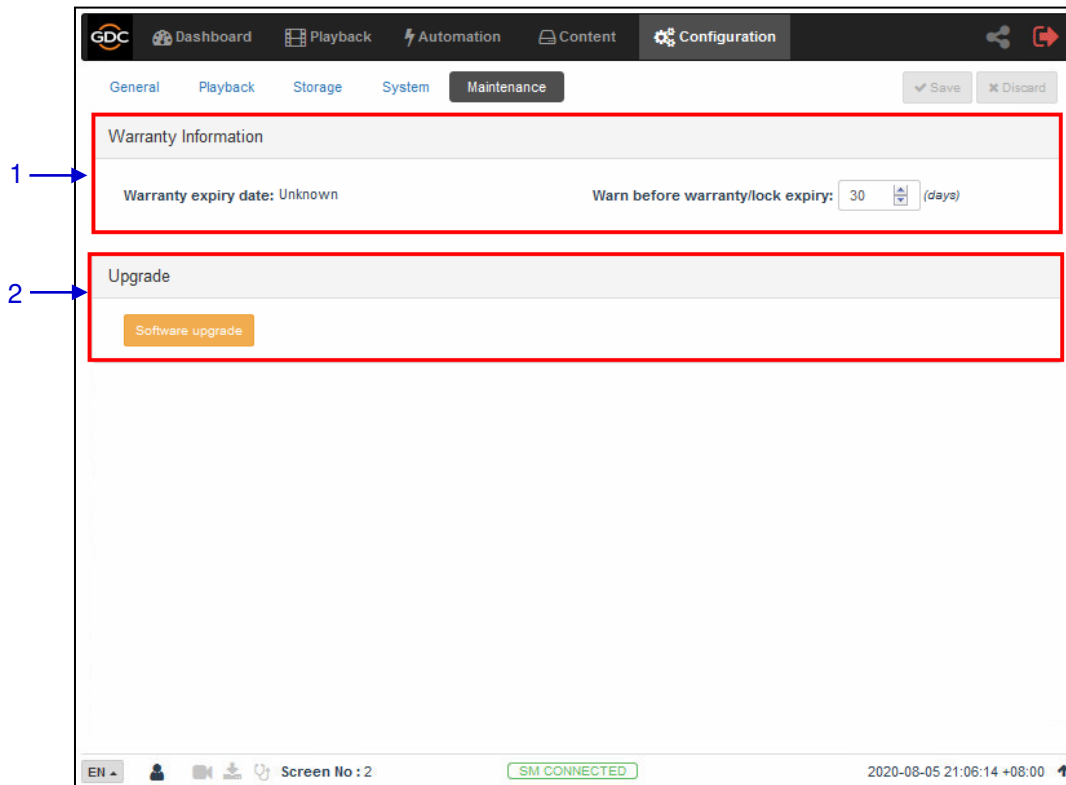 GDC Dashboard Playback Automation Content Configuration
General Playback Storage System Maintenance Save Discard
Warranty Information
1
Warranty expiry date: Unknown Warn before warranty/lock expiry: 30 (days)
Upgrade
2
Software upgrade
EN Screen No : 2 SM CONNECTED 2020-08-05 21:06:14 +08:00